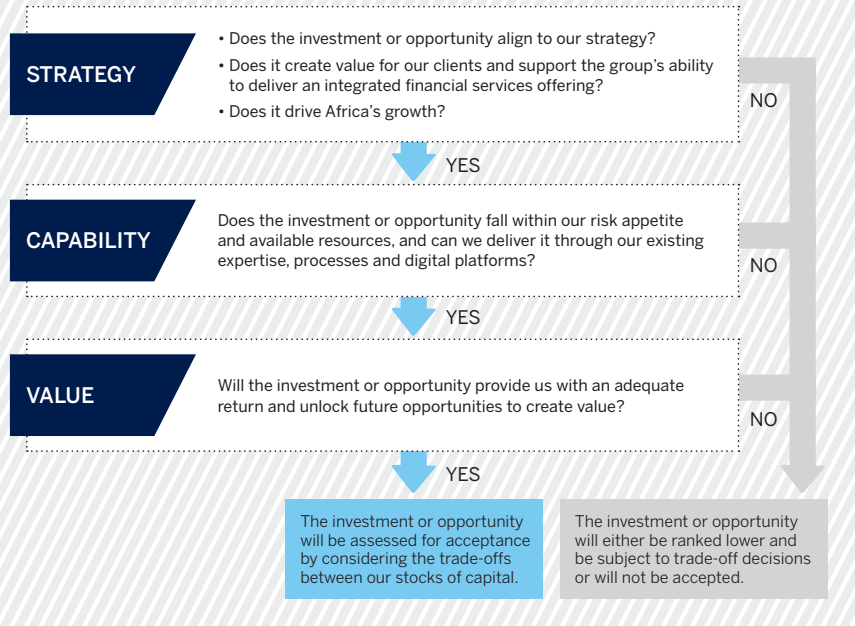 STRATEGY
• Does the investment or opportunity align to our strategy?
• Does it create value for our clients and support the group's ability
to deliver an integrated financial services offering?
• Does it drive Africa's growth?
NO
YES
CAPABILITY
Does the investment or opportunity fall within our risk appetite
and available resources, and can we deliver it through our existing
expertise, processes and digital platforms?
NO
YES
VALUE
Will the investment or opportunity provide us with an adequate
return and unlock future opportunities to create value?
NO
YES
The investment or opportunity
will be assessed for acceptance
by considering the trade-offs
between our stocks of capital.
The investment or opportunity
will either be ranked lower and
be subject to trade-off decisions
or will not be accepted.